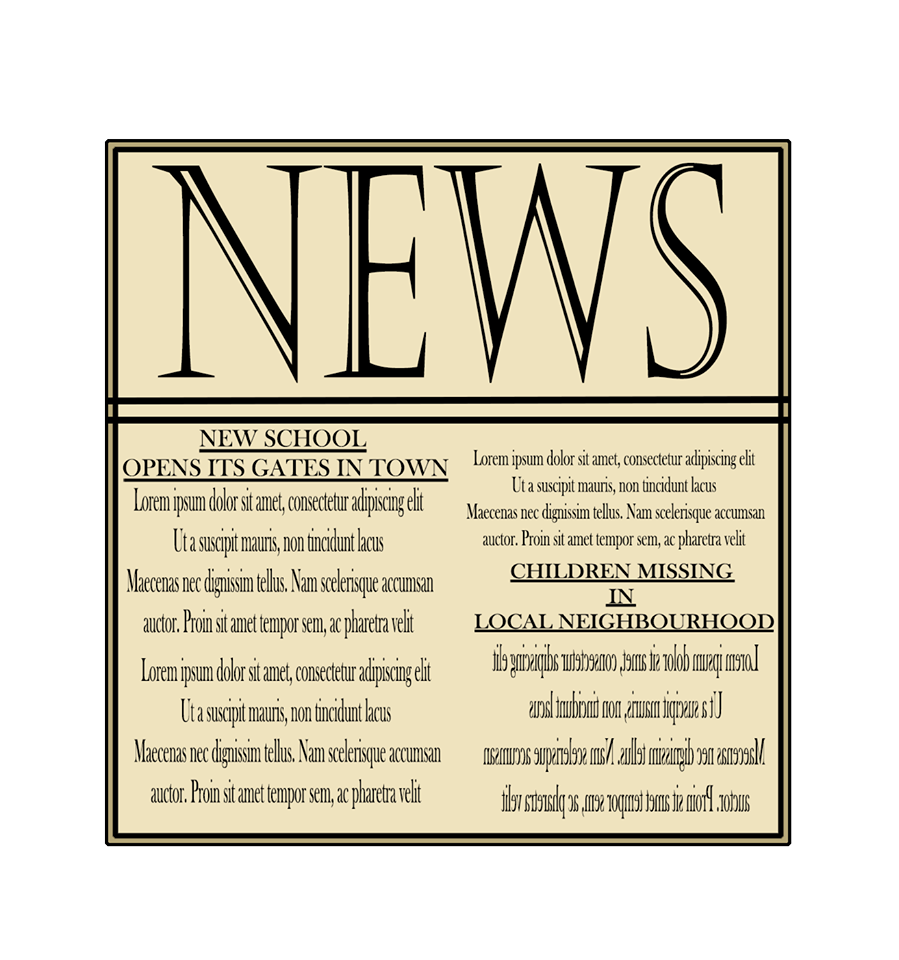 NEWS
NEW SCHOOL
OPENS ITS GATES IN TOWN
Lorem ipsum dolor sit amet, consectetur adipiscing elit
Ut a suscipit mauris, non tincidunt lacus
Maecenas nec dignissim tellus. Nam scelerisque accumsan
auctor. Proin sit amet tempor sem, ac pharetra velit
Lorem ipsum dolor sit amet, consectetur adipiscing elit
Ut a suscipit mauris, non tincidunt lacus
Maecenas nec dignissim tellus. Nam scelerisque accumsan
auctor. Proin sit amet tempor sem, ac pharetra velit
Lorem ipsum dolor sit amet, consectetur adipiscing elit
Ut a suscipit mauris, non tincidunt lacus
Maecenas nec dignissim tellus. Nam scelerisque accumsan
auctor. Proin sit amet tempor sem, ac pharetra velit
CHILDREN MISSING
IN
LOCAL NEIGHBOURHOOD
Lorem ipsum dolor sit amet, consectetur adipiscing elit
Ut a suscipit mauris, non tincidunt lacus
Maecenas nec dignissim tellus. Nam scelerisque accumsan
auctor. Proin sit amet tempor sem, ac pharetra velit